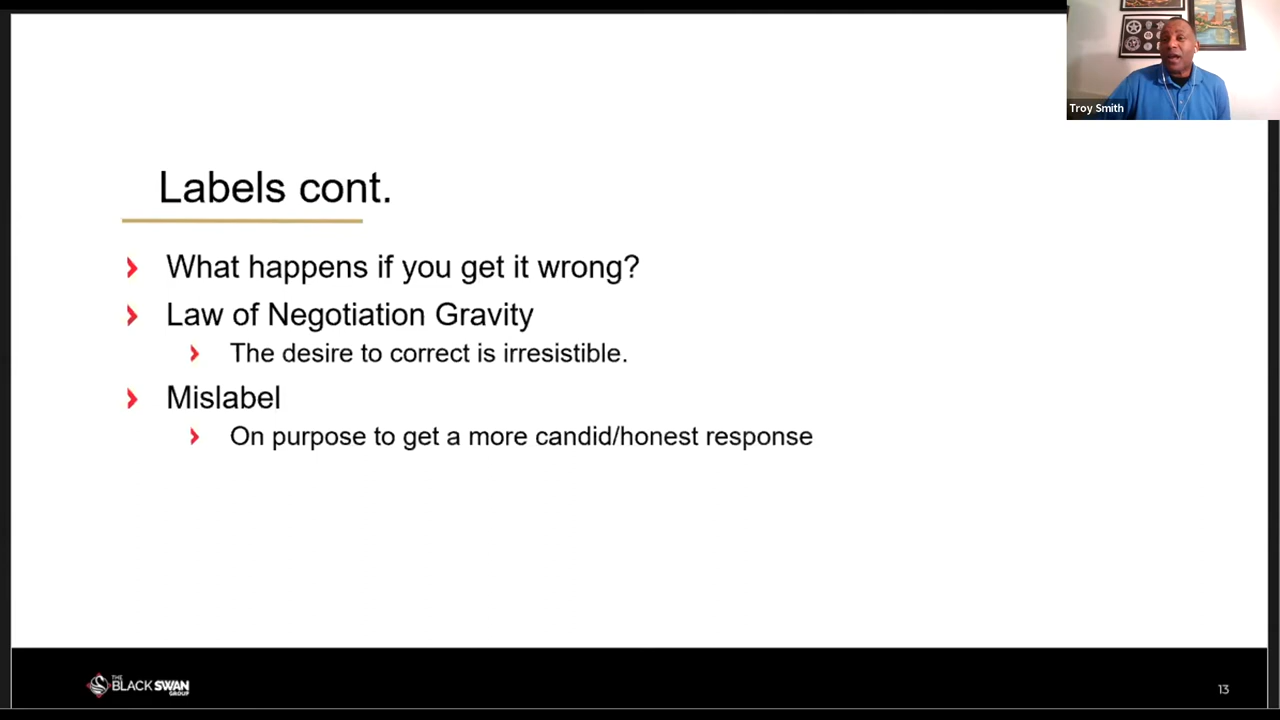 Troy Smith
Labels cont.
What happens if you get it wrong?
Law of Negotiation Gravity
The desire to correct is irresistible.
Mislabel
On purpose to get a more candid/honest response
THE
BLACK SWAN
GROUP
13